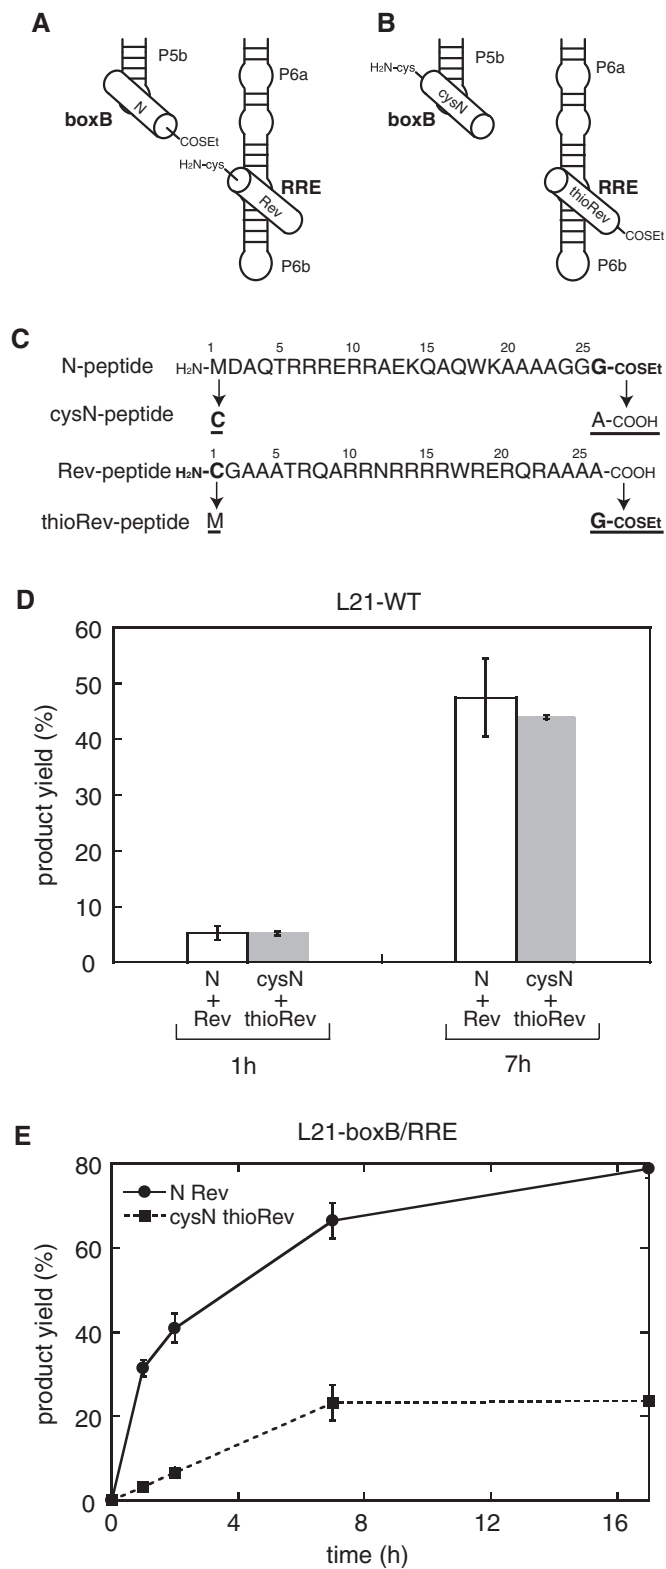 A
P5b
N
boxB
COSEt
P6a
H2N-cys
RRE
Rev
P6b
B
H2N-cys
P5b
cysN
boxB
P6a
RRE
thioRev
COSEt
P6b
C
1 5 10 15 20 25
N-peptide H2N-MDAQTRRRERRAEKQAQWKAAAAGGG-COSEt
cysN-peptide C A-COOH
1 5 10 15 20 25
Rev-peptide H2N-CGAAATRQARRNRRRRWRERQRAAAA-COOH
thioRev-peptide M G-COSEt
D
L21-WT
product yield (%)
60
50
40
30
20
10
0
N + Rev
cysN + thioRev
N + Rev
cysN + thioRev
1h
7h
E
L21-boxB/RRE
product yield (%)
80
60
40
20
0
N Rev
cysN thioRev
0 4 8 12 16
time (h)